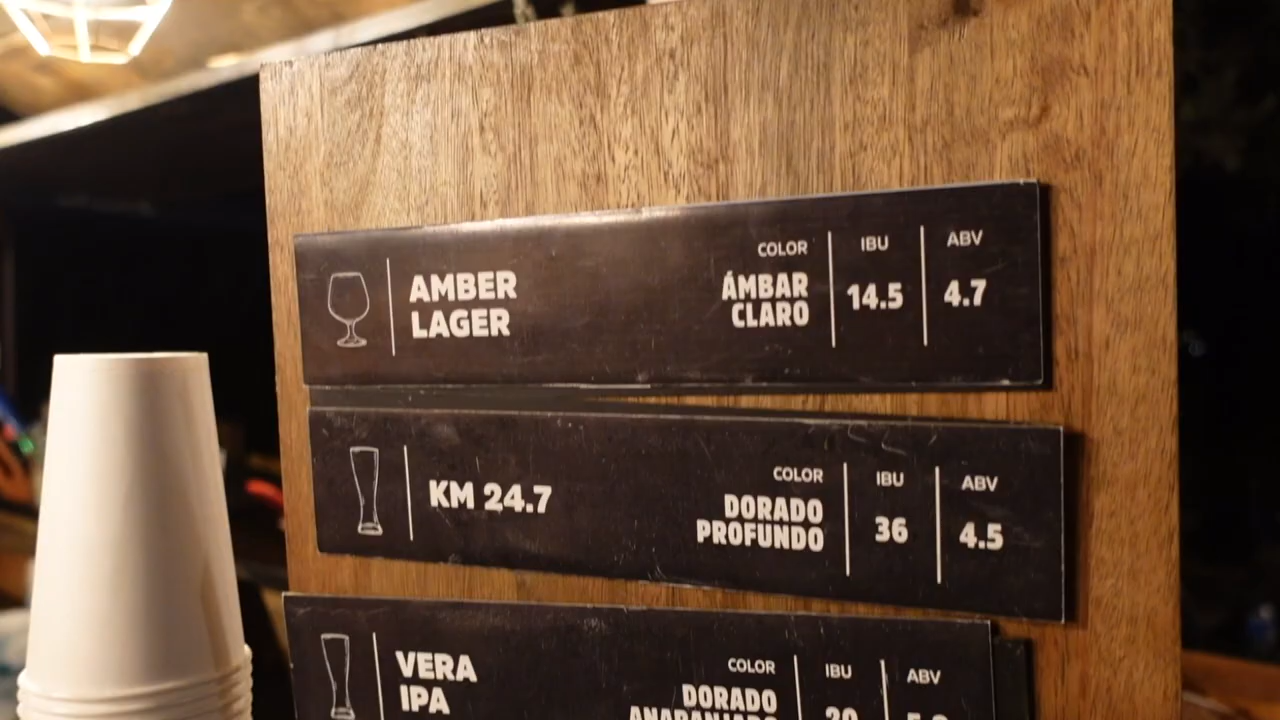 AMBER
LAGER
COLOR
ÁMBAR
CLARO
IBU
14.5
ABV
4.7
KM 24.7
COLOR
DORADO
PROFUNDO
IBU
36
ABV
4.5
VERA
IPA
COLOR
DORADO
ANARANJADO
IBU
ABV